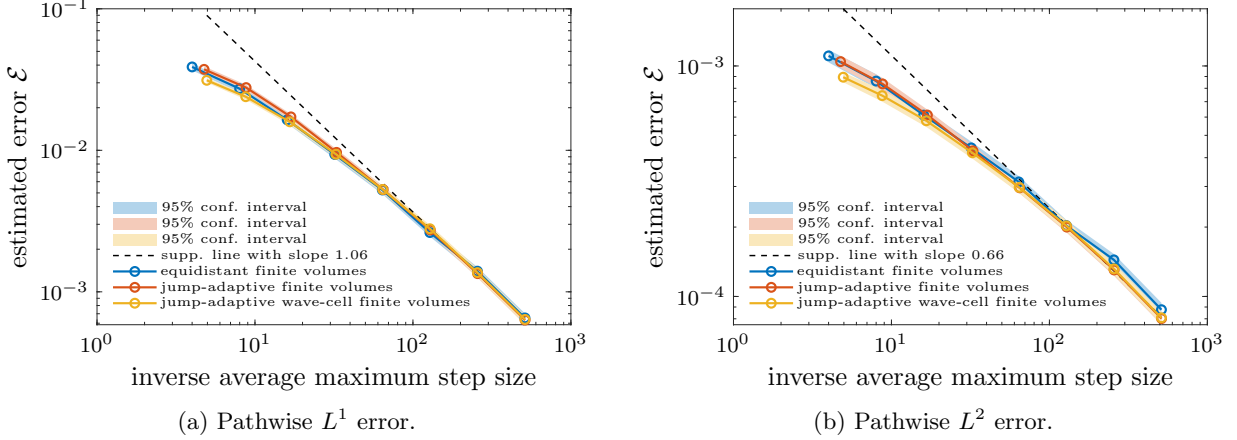 10^{-1}
10^{-2}
10^{-3}
estimated error \mathcal{E}
95% conf. interval
95% conf. interval
95% conf. interval
supp. line with slope 1.06
equidistant finite volumes
jump-adaptive finite volumes
jump-adaptive wave-cell finite volumes
10^0 10^1 10^2 10^3
inverse average maximum step size
(a) Pathwise L^1 error.
10^{-3}
10^{-4}
estimated error \mathcal{E}
95% conf. interval
95% conf. interval
95% conf. interval
supp. line with slope 0.66
equidistant finite volumes
jump-adaptive finite volumes
jump-adaptive wave-cell finite volumes
10^0 10^1 10^2 10^3
inverse average maximum step size
(b) Pathwise L^2 error.